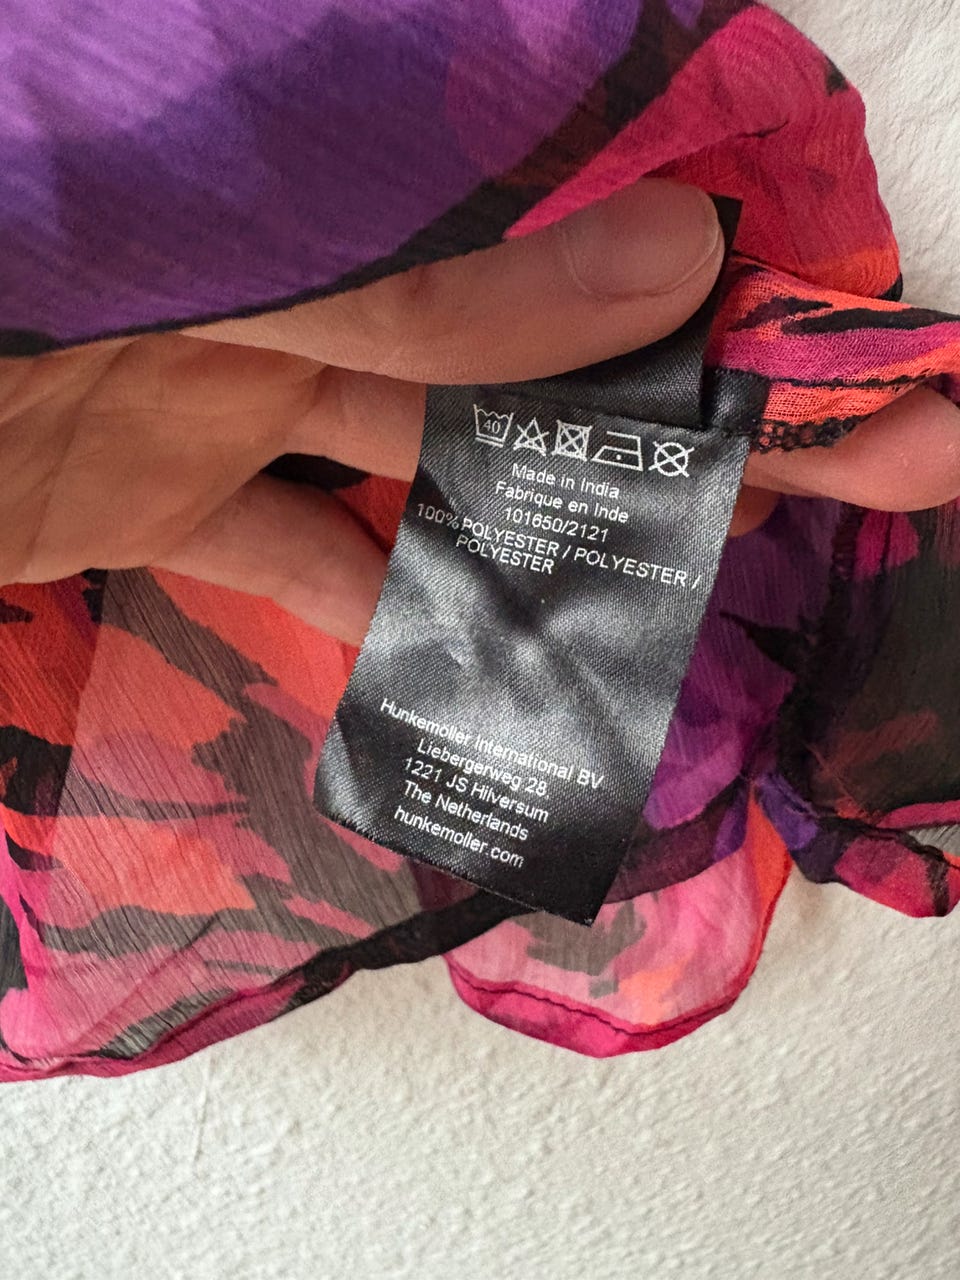 40
Made in India
Fabrique en Inde
101650/2121
100% POLYESTER / POLYESTER /
POLYESTER
Hunkemoller International BV
Liebergerweg 28
1221 JS Hilversum
The Netherlands
hunkemoller.com